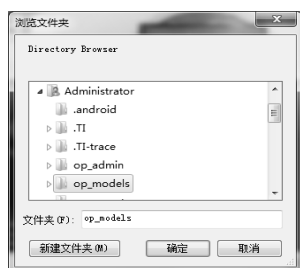 浏览文件夹
Directory Browser
Administrator
.android
.TI
.TI-trace
op_admin
op_models
文件夹(F): op_models
新建文件夹(M) 确定 取消